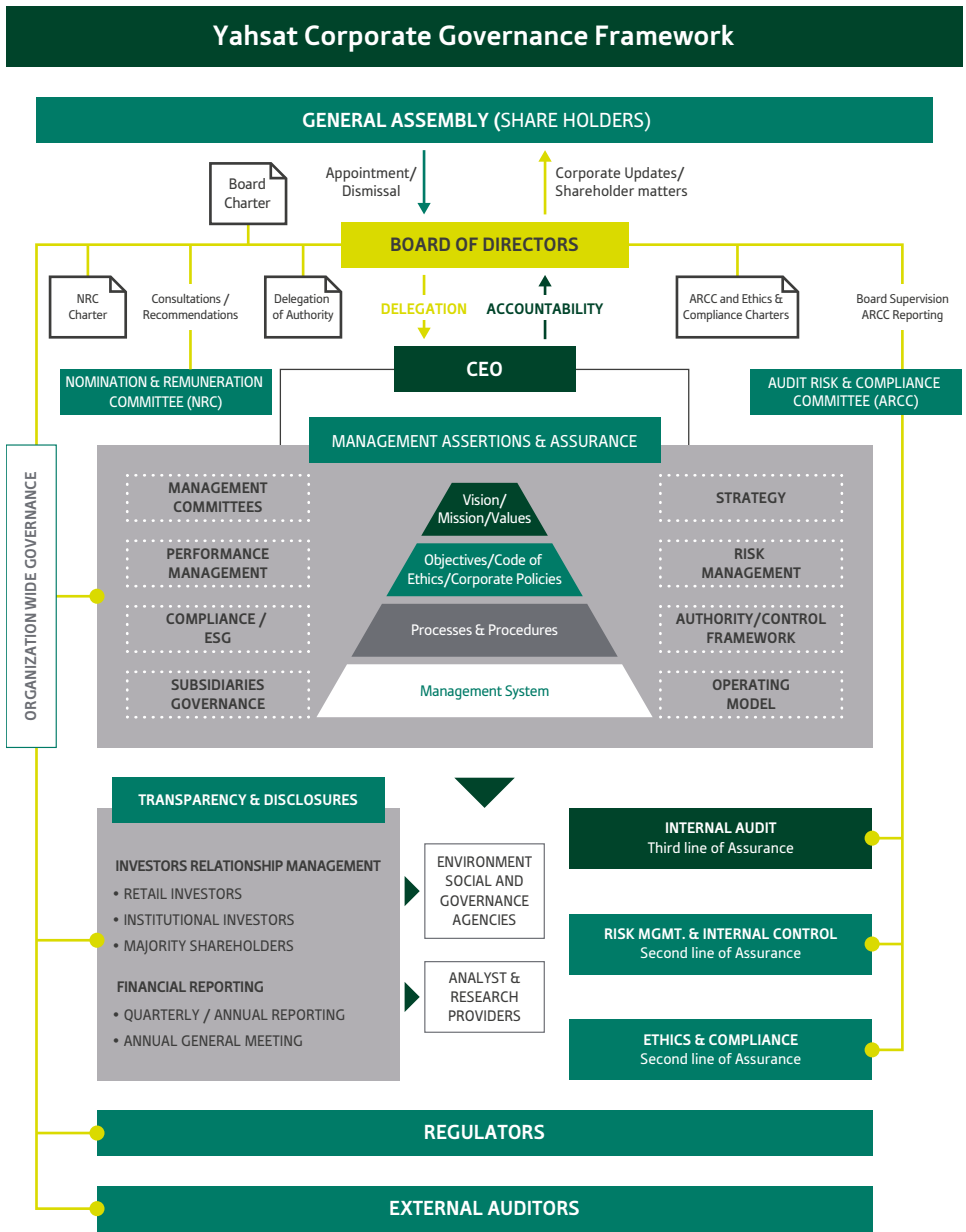 Yahsat Corporate Governance Framework
GENERAL ASSEMBLY (SHARE HOLDERS)
Board
Charter
Appointment/
Dismissal
Corporate Updates/
Shareholder matters
BOARD OF DIRECTORS
NRC
Charter
Consultations /
Recommendations
Delegation
of Authority
DELEGATION
ACCOUNTABILITY
ARCC and Ethics &
Compliance Charters
Board Supervision
ARCC Reporting
CEO
NOMINATION & REMUNERATION
COMMITTEE (NRC)
AUDIT RISK & COMPLIANCE
COMMITTEE (ARCC)
MANAGEMENT ASSERTIONS & ASSURANCE
ORGANIZATION WIDE GOVERNANCE
MANAGEMENT
COMMITTEES
PERFORMANCE
MANAGEMENT
COMPLIANCE /
ESG
SUBSIDIARIES
GOVERNANCE
Vision/
Mission/Values
Objectives/Code of
Ethics/Corporate Policies
Processes & Procedures
Management System
STRATEGY
RISK
MANAGEMENT
AUTHORITY/CONTROL
FRAMEWORK
OPERATING
MODEL
TRANSPARENCY & DISCLOSURES
INVESTORS RELATIONSHIP MANAGEMENT
• RETAIL INVESTORS
• INSTITUTIONAL INVESTORS
• MAJORITY SHAREHOLDERS
FINANCIAL REPORTING
• QUARTERLY / ANNUAL REPORTING
• ANNUAL GENERAL MEETING
ENVIRONMENT
SOCIAL AND
GOVERNANCE
AGENCIES
ANALYST &
RESEARCH
PROVIDERS
INTERNAL AUDIT
Third line of Assurance
RISK MGMT. & INTERNAL CONTROL
Second line of Assurance
ETHICS & COMPLIANCE
Second line of Assurance
REGULATORS
EXTERNAL AUDITORS